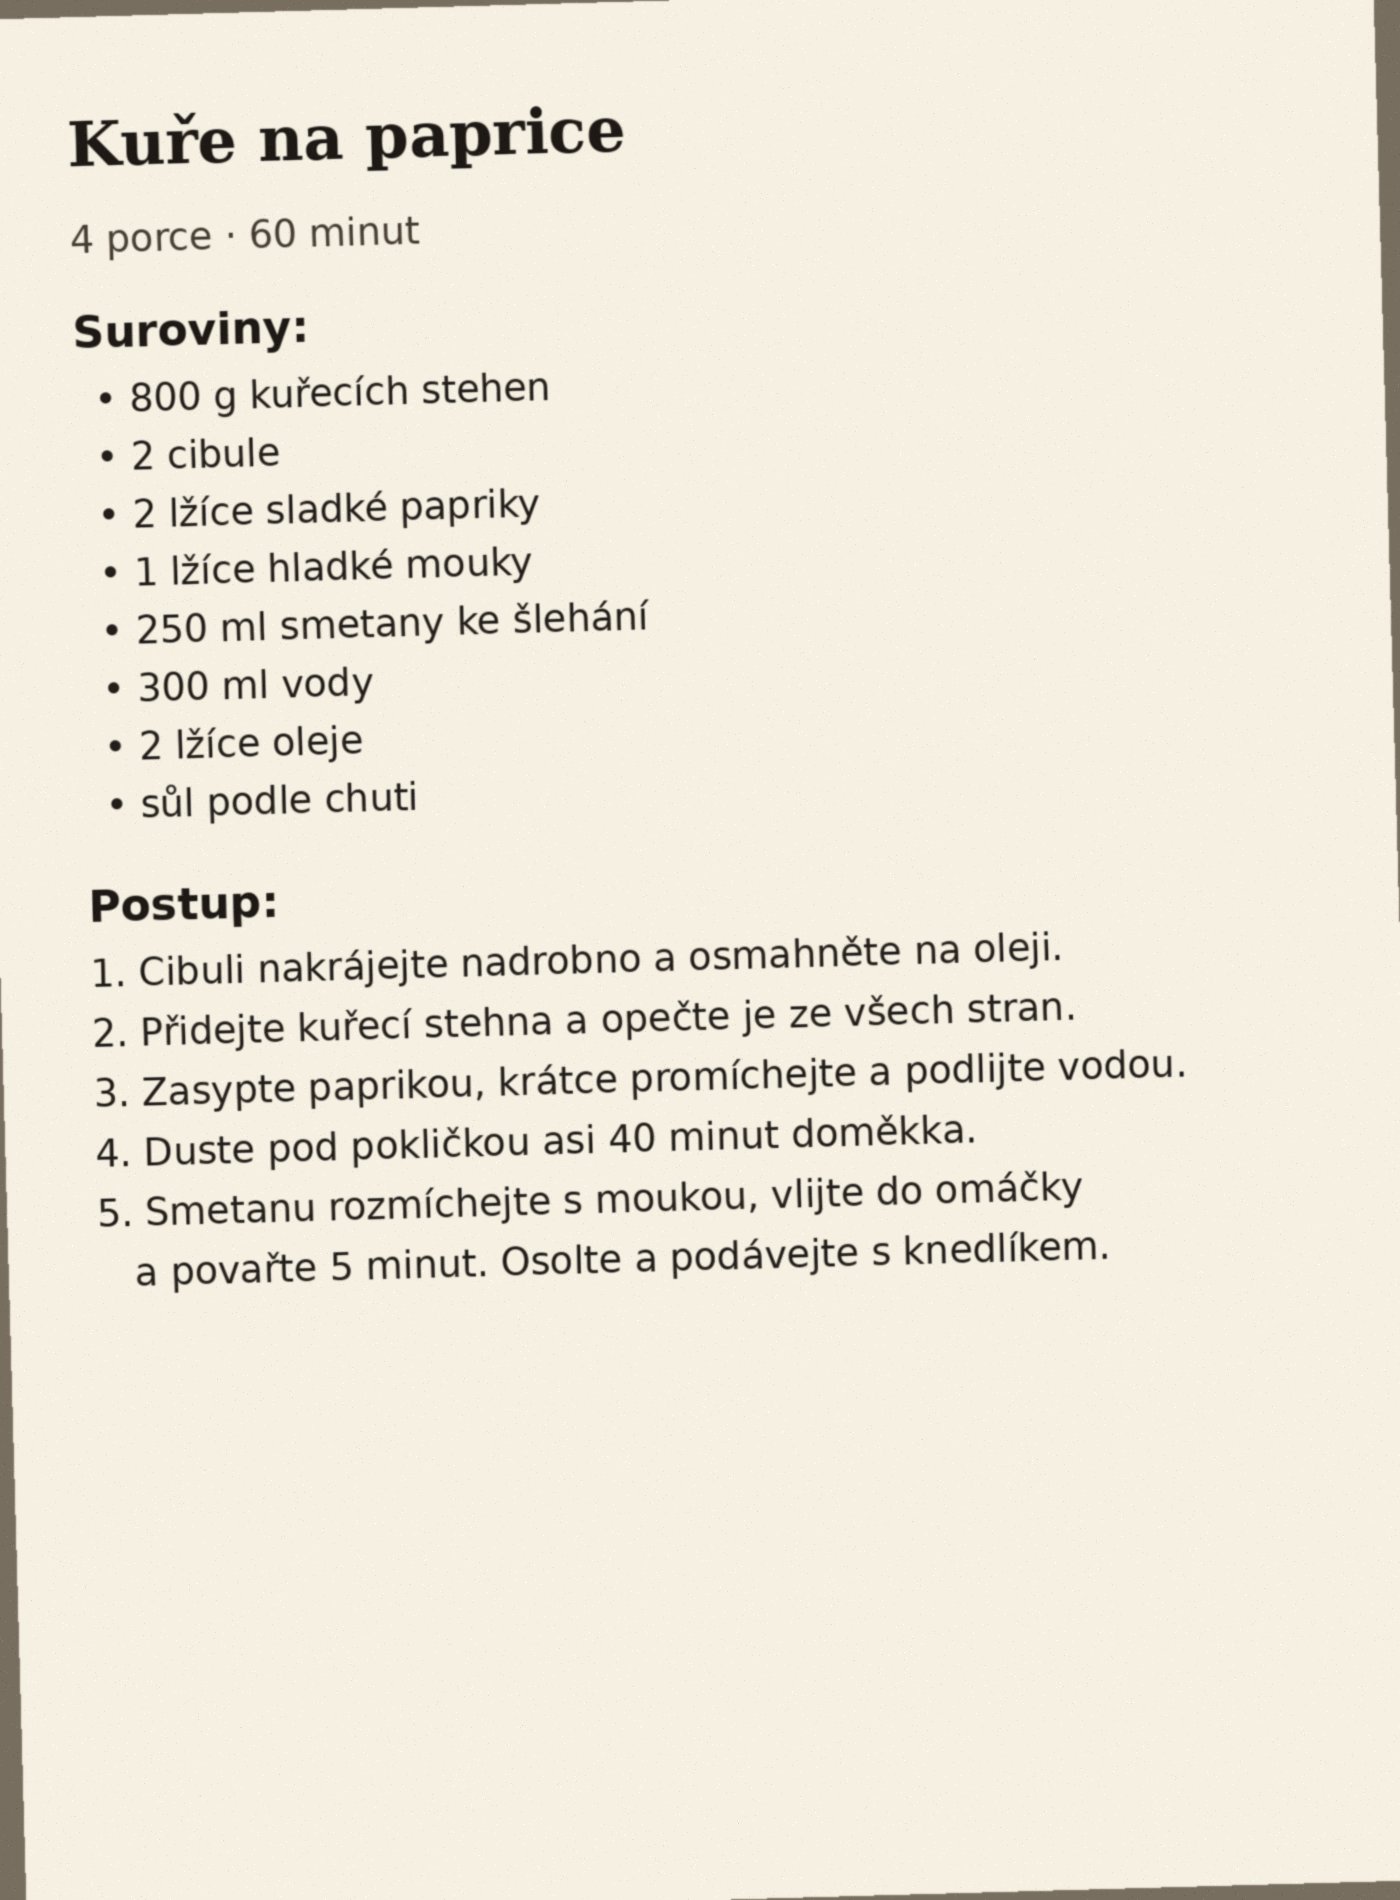 Kuře na paprice
4 porce · 60 minut
Suroviny:
• 800 g kuřecích stehen
• 2 cibule
• 2 lžíce sladké papriky
• 1 lžíce hladké mouky
• 250 ml smetany ke šlehání
• 300 ml vody
• 2 lžíce oleje
• sůl podle chuti
Postup:
1. Cibuli nakrájejte nadrobno a osmahněte na oleji.
2. Přidejte kuřecí stehna a opečte je ze všech stran.
3. Zasypte paprikou, krátce promíchejte a podlijte vodou.
4. Duste pod pokličkou asi 40 minut doměkka.
5. Smetanu rozmíchejte s moukou, vlijte do omáčky
a povařte 5 minut. Osolte a podávejte s knedlíkem.